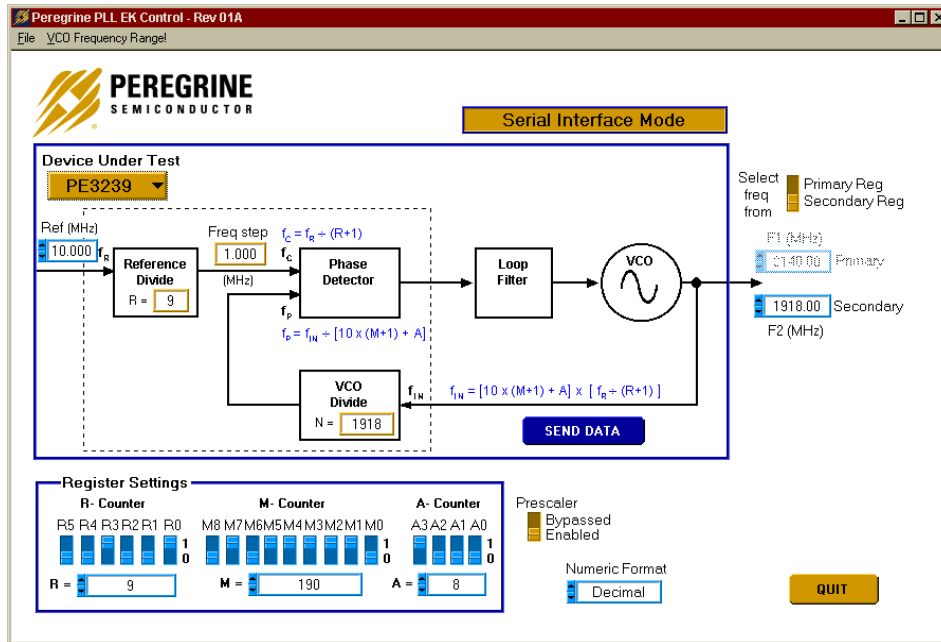 Peregrine PLL EK Control - Rev 01A
File VCO Frequency Range!
PEREGRINE
SEMICONDUCTOR
Serial Interface Mode
Device Under Test
PE3239
Select
freq
from
Primary Reg
Secondary Reg
Ref (MHz)
10.000
fR
Reference
Divide
R = 9
Freq step
1.000
(MHz)
fC = fR ÷ (R+1)
fC
Phase
Detector
fP
fP = fIN ÷ [10 x (M+1) + A]
Loop
Filter
VCO
F1 (MHz)
2140.00 Primary
1918.00 Secondary
F2 (MHz)
VCO
Divide
N = 1918
fIN
fIN = [10 x (M+1) + A] x [ fR ÷ (R+1) ]
SEND DATA
Register Settings
R- Counter M- Counter A- Counter
R5 R4 R3 R2 R1 R0 M8 M7 M6 M5 M4 M3 M2 M1 M0 A3 A2 A1 A0
1 1 1
0 0 0
R = 9 M = 190 A = 8
Prescaler
Bypassed
Enabled
Numeric Format
Decimal
QUIT